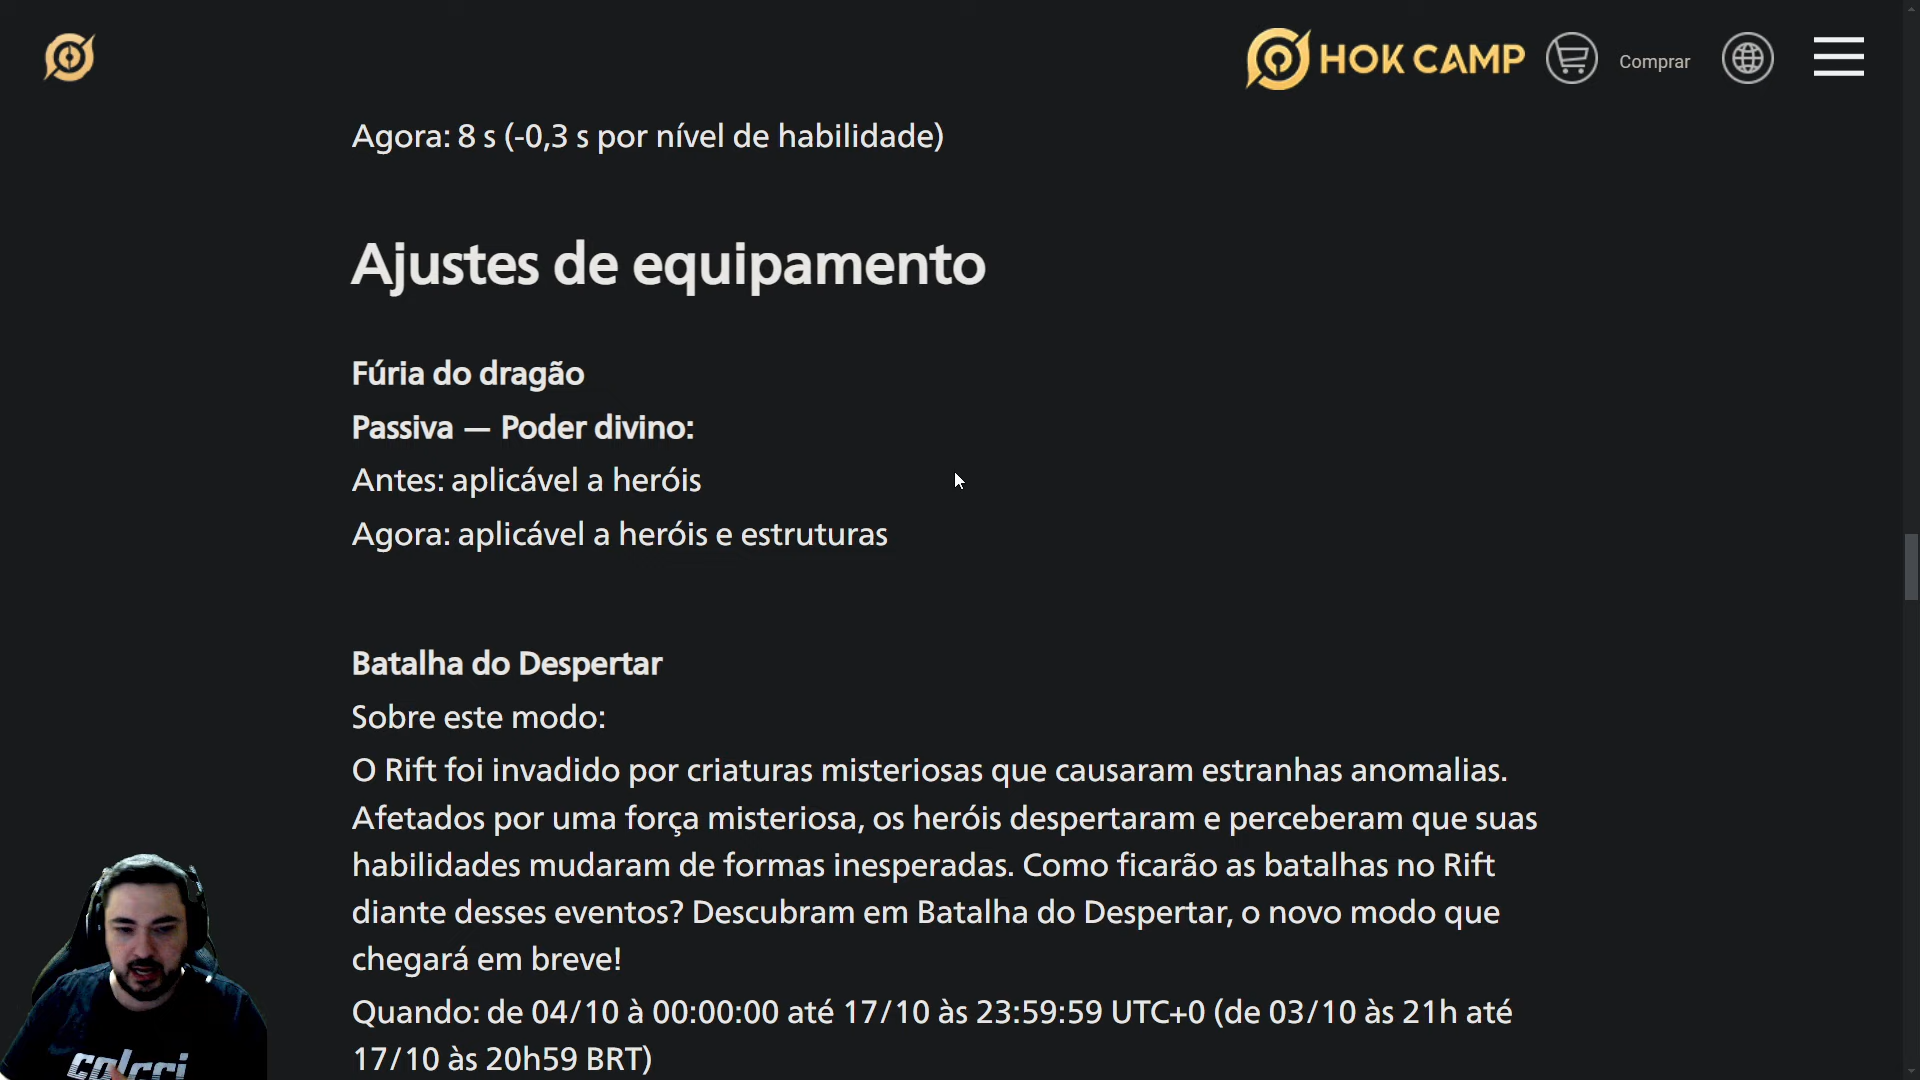 HOK CAMP
Comprar
Agora: 8 s (-0,3 s por nível de habilidade)
Ajustes de equipamento
Fúria do dragão
Passiva — Poder divino:
Antes: aplicável a heróis
Agora: aplicável a heróis e estruturas
Batalha do Despertar
Sobre este modo:
O Rift foi invadido por criaturas misteriosas que causaram estranhas anomalias.
Afetados por uma força misteriosa, os heróis despertaram e perceberam que suas
habilidades mudaram de formas inesperadas. Como ficarão as batalhas no Rift
diante desses eventos? Descubram em Batalha do Despertar, o novo modo que
chegará em breve!
Quando: de 04/10 à 00:00:00 até 17/10 às 23:59:59 UTC+0 (de 03/10 às 21h até
17/10 às 20h59 BRT)
colcci